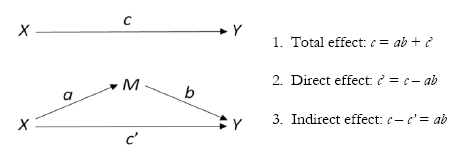 c
X
Y
M
a
b
X
Y
c'
1. Total effect: c = ab + c'
2. Direct effect: c' = c – ab
3. Indirect effect: c – c' = ab